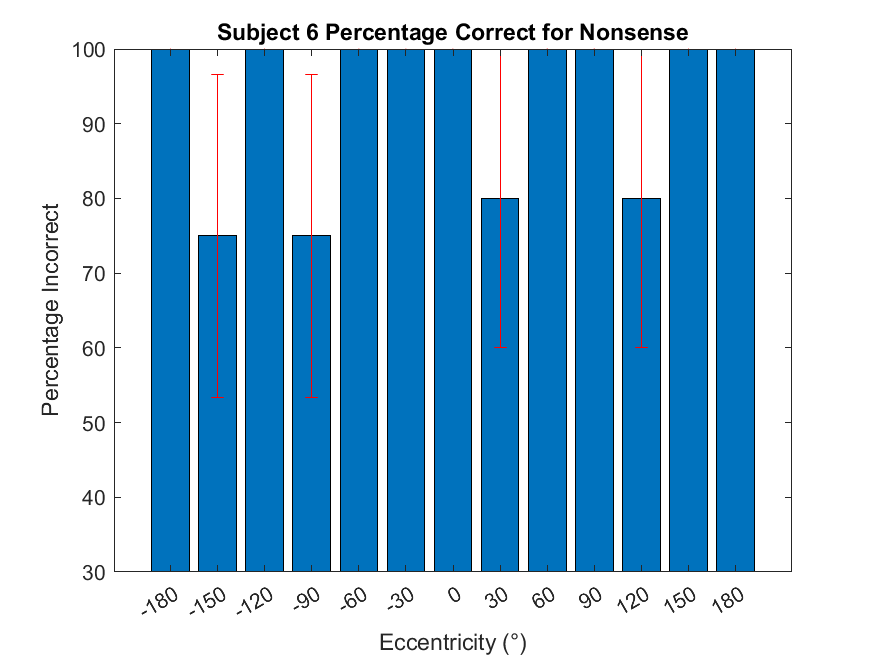 Subject 6 Percentage Correct for Nonsense
100
90
80
70
60
50
40
30
Percentage Incorrect
-180 -150 -120 -90 -60 -30 0 30 60 90 120 150 180
Eccentricity (°)